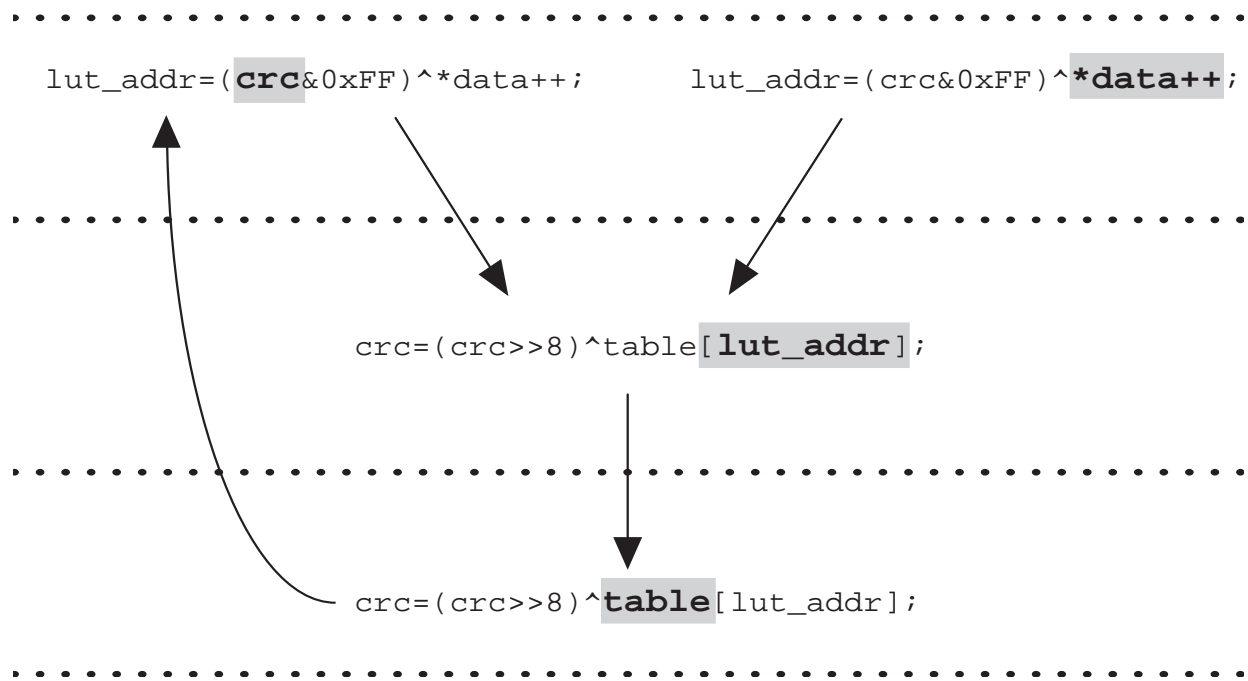 lut_addr=(crc&0xFF)^*data++; lut_addr=(crc&0xFF)^*data++;
crc=(crc>>8)^table[lut_addr];
crc=(crc>>8)^table[lut_addr];